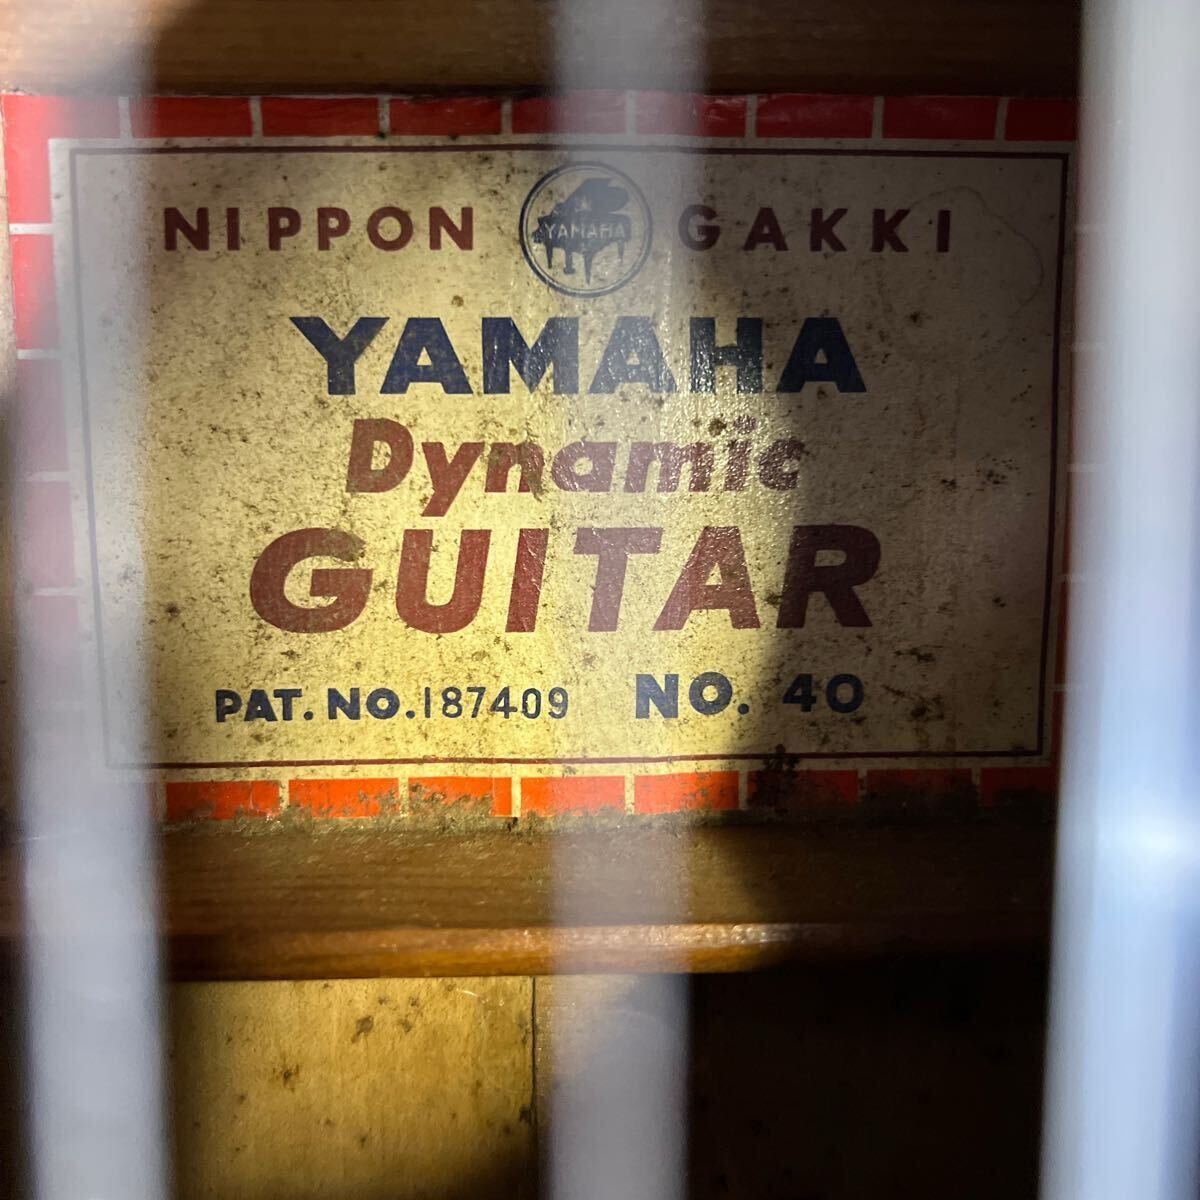 NIPPON YAMAHA GAKKI
YAMAHA
Dynamic
GUITAR
PAT. NO. 187409 NO. 40